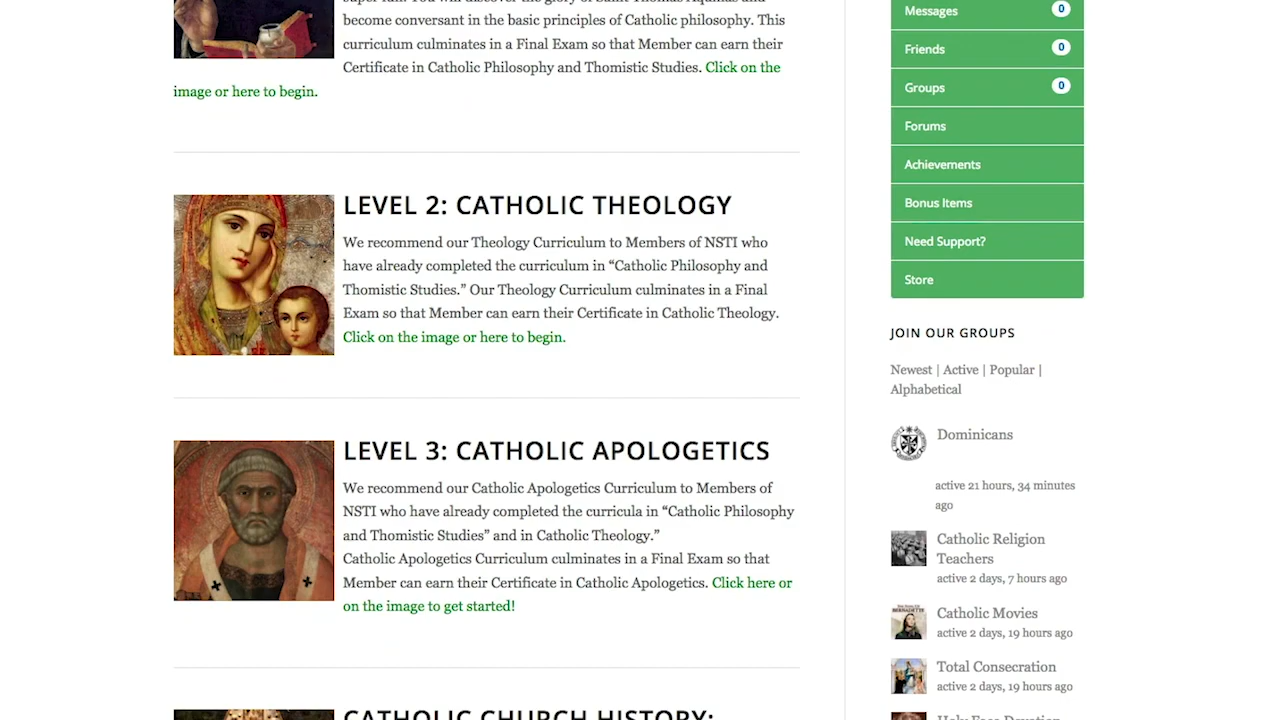 super fun. You will discover the glory of Saint Thomas Aquinas and
become conversant in the basic principles of Catholic philosophy. This
curriculum culminates in a Final Exam so that Member can earn their
Certificate in Catholic Philosophy and Thomistic Studies. Click on the
image or here to begin.
LEVEL 2: CATHOLIC THEOLOGY
We recommend our Theology Curriculum to Members of NSTI who
have already completed the curriculum in “Catholic Philosophy and
Thomistic Studies.” Our Theology Curriculum culminates in a Final
Exam so that Member can earn their Certificate in Catholic Theology.
Click on the image or here to begin.
LEVEL 3: CATHOLIC APOLOGETICS
We recommend our Catholic Apologetics Curriculum to Members of
NSTI who have already completed the curricula in “Catholic Philosophy
and Thomistic Studies” and in Catholic Theology.”
Catholic Apologetics Curriculum culminates in a Final Exam so that
Member can earn their Certificate in Catholic Apologetics. Click here or
on the image to get started!
CATHOLIC CHURCH HISTORY:
Messages 0
Friends 0
Groups 0
Forums
Achievements
Bonus Items
Need Support?
Store
JOIN OUR GROUPS
Newest | Active | Popular |
Alphabetical
Dominicans
active 21 hours, 34 minutes
ago
Catholic Religion
Teachers
active 2 days, 7 hours ago
BERNADETTE
Catholic Movies
active 2 days, 19 hours ago
Total Consecration
active 2 days, 19 hours ago
Holy Face Devotion